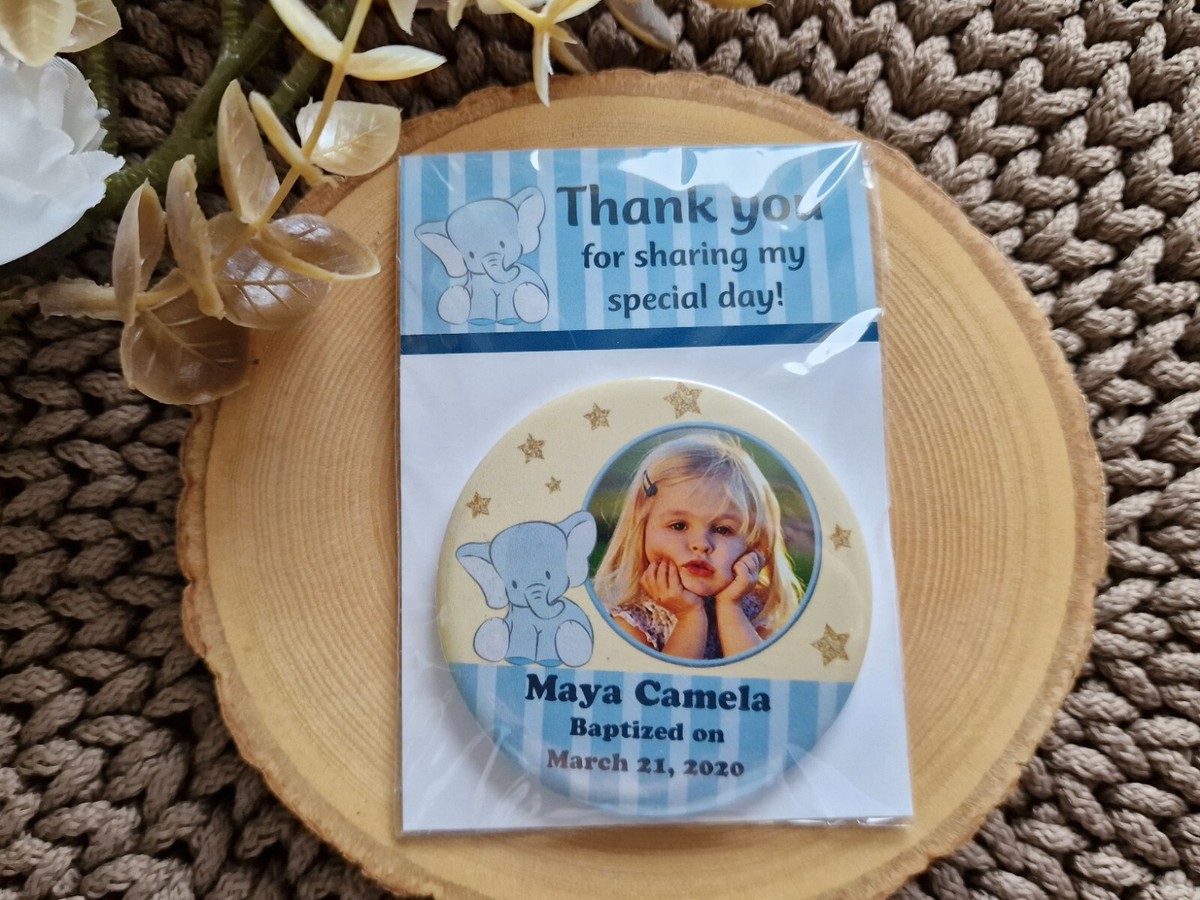 Thank you
for sharing my
special day!
Maya Camela
Baptized on
March 21, 2020